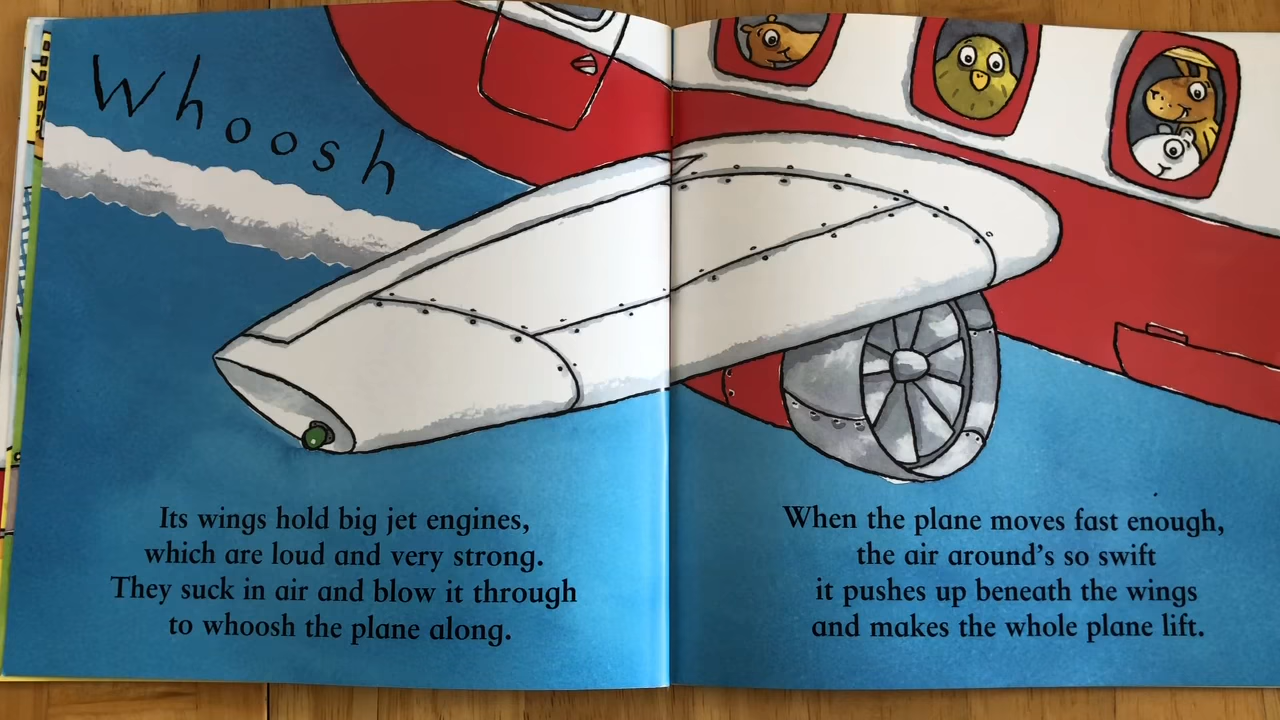 Whoosh
Its wings hold big jet engines,
which are loud and very strong.
They suck in air and blow it through
to whoosh the plane along.
When the plane moves fast enough,
the air around's so swift
it pushes up beneath the wings
and makes the whole plane lift.